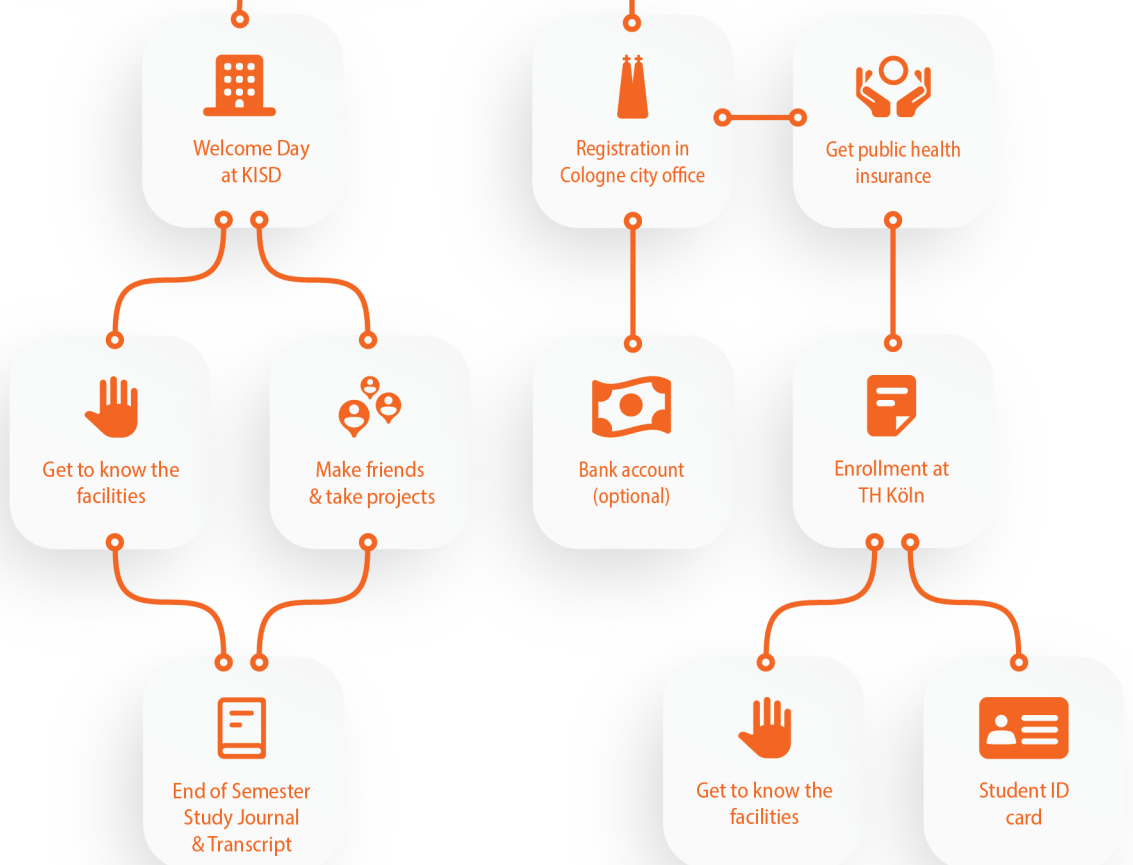 Welcome Day
at KISD
Registration in
Cologne city office
Get public health
insurance
Get to know the
facilities
Make friends
& take projects
Bank account
(optional)
Enrollment at
TH Köln
End of Semester
Study Journal
& Transcript
Get to know the
facilities
Student ID
card